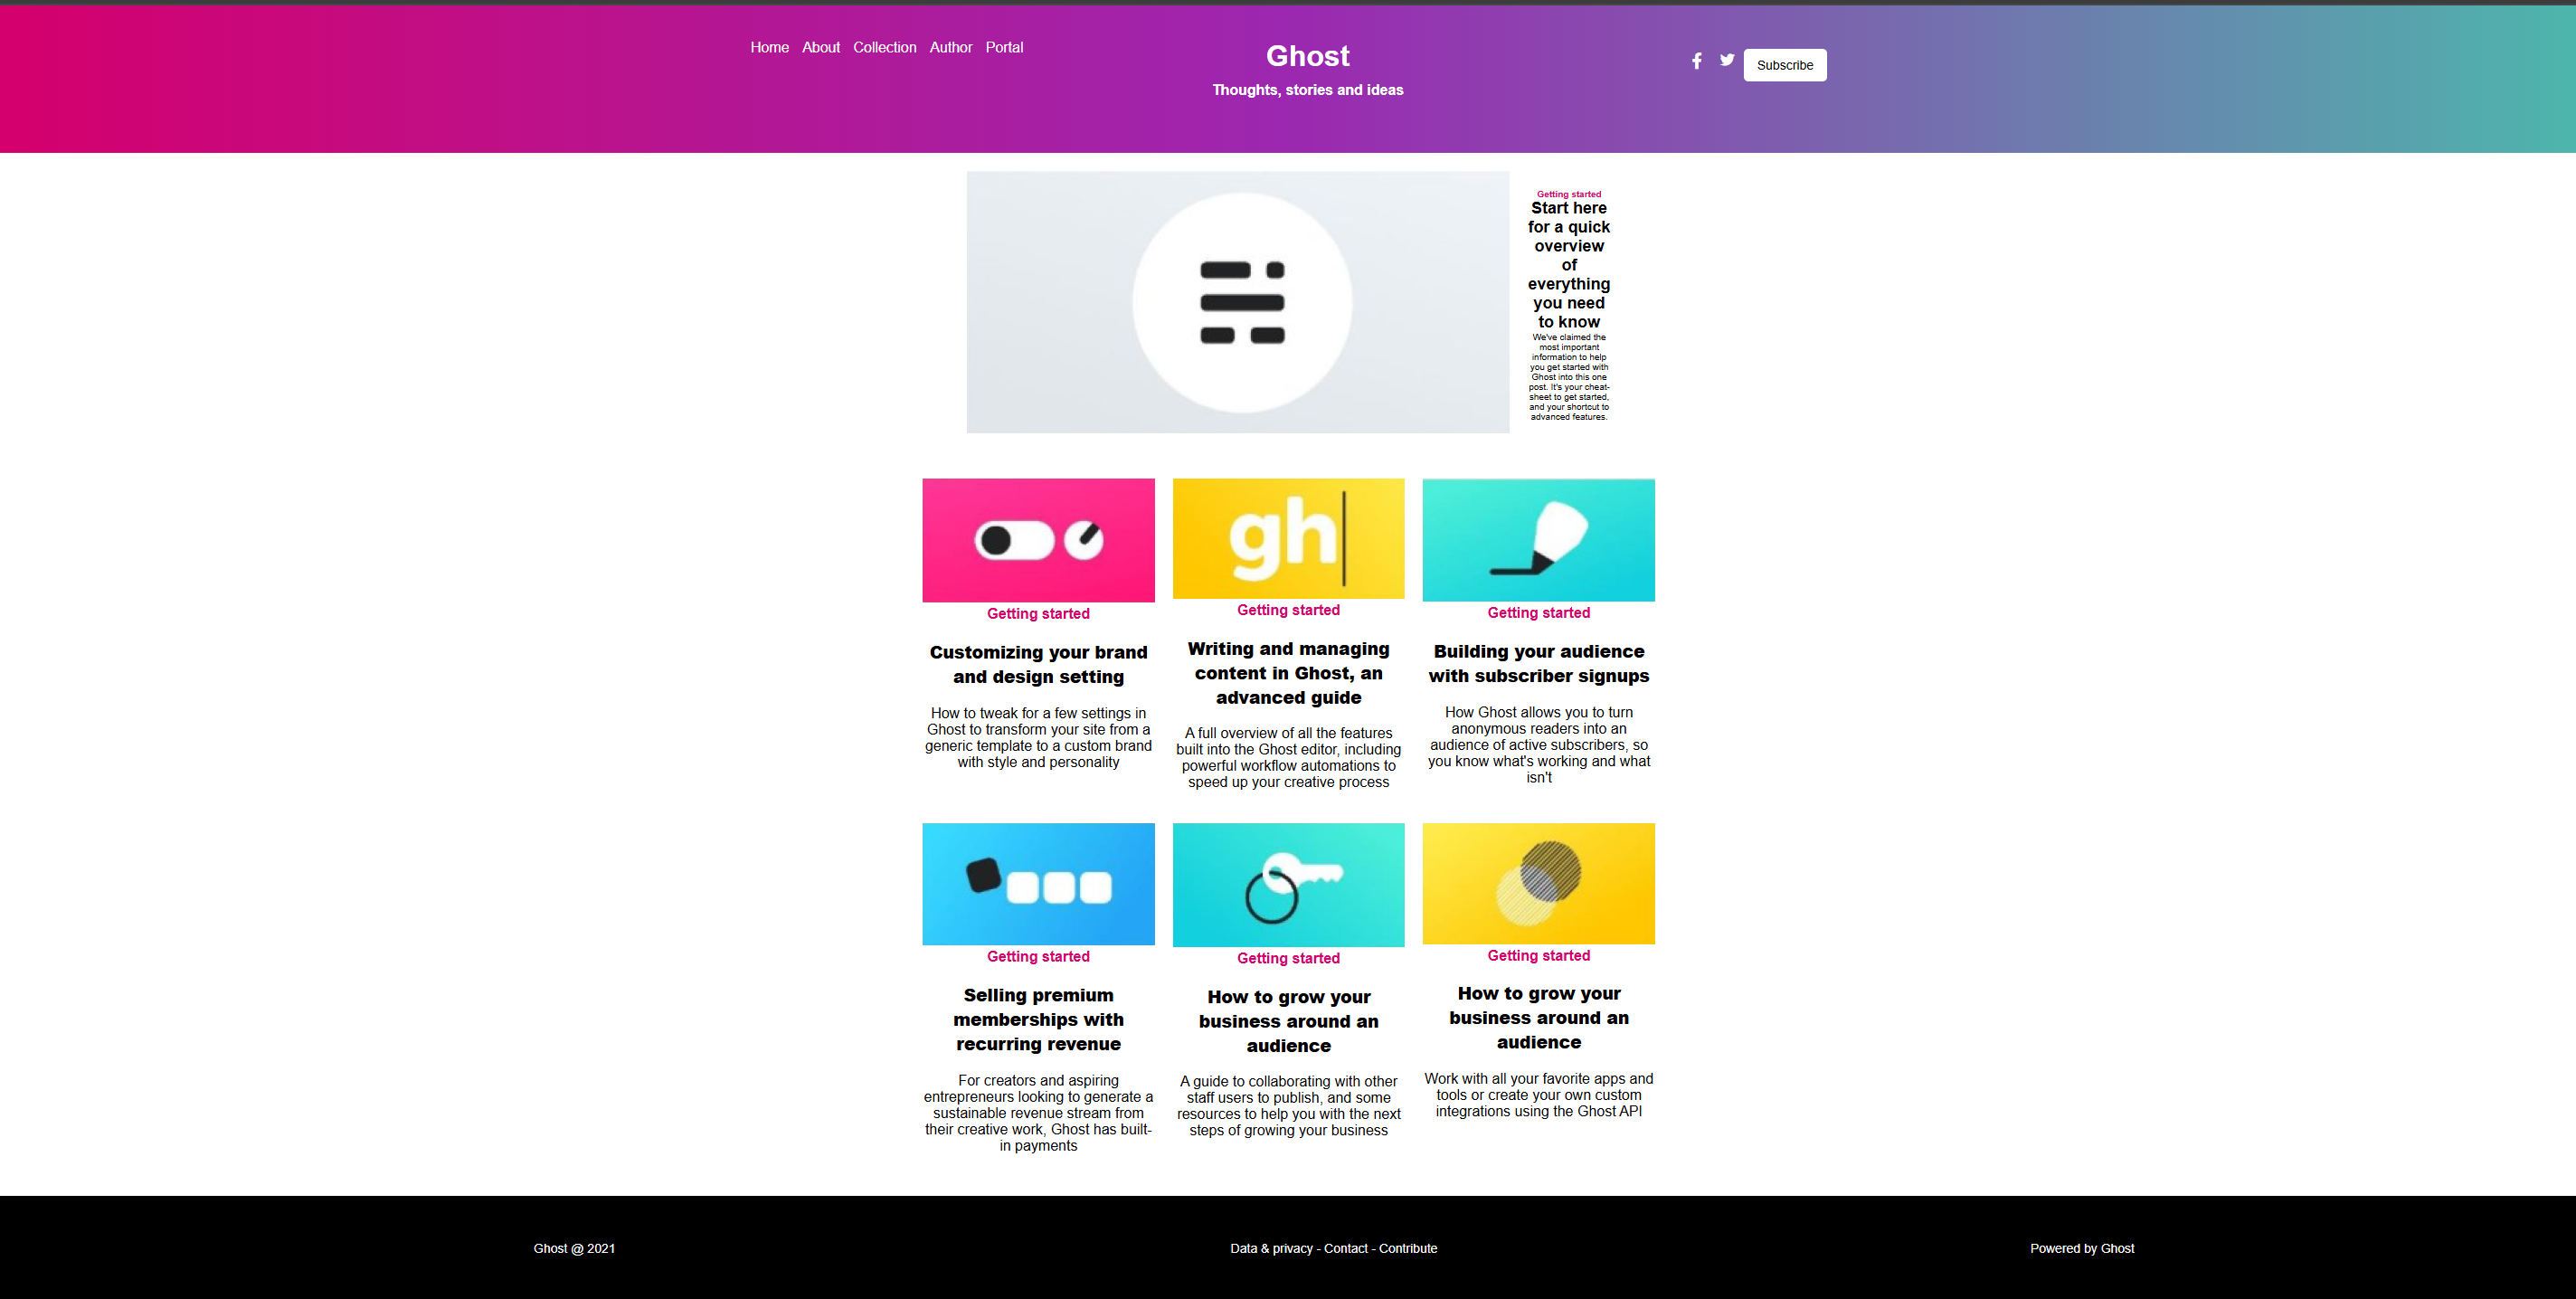 Home About Collection Author Portal
Ghost
Thoughts, stories and ideas
Subscribe
Getting started
Start here
for a quick
overview
of
everything
you need
to know
We've claimed the
most important
information to help
you get started with
Ghost into this one
post. It's your cheat-
sheet to get started,
and your shortcut to
advanced features.
Getting started
Customizing your brand
and design setting
How to tweak for a few settings in
Ghost to transform your site from a
generic template to a custom brand
with style and personality
gh
Getting started
Writing and managing
content in Ghost, an
advanced guide
A full overview of all the features
built into the Ghost editor, including
powerful workflow automations to
speed up your creative process
Getting started
Building your audience
with subscriber signups
How Ghost allows you to turn
anonymous readers into an
audience of active subscribers, so
you know what's working and what
isn't
Getting started
Selling premium
memberships with
recurring revenue
For creators and aspiring
entrepreneurs looking to generate a
sustainable revenue stream from
their creative work, Ghost has built-
in payments
Getting started
How to grow your
business around an
audience
A guide to collaborating with other
staff users to publish, and some
resources to help you with the next
steps of growing your business
Getting started
How to grow your
business around an
audience
Work with all your favorite apps and
tools or create your own custom
integrations using the Ghost API
Ghost @ 2021
Data & privacy - Contact - Contribute
Powered by Ghost